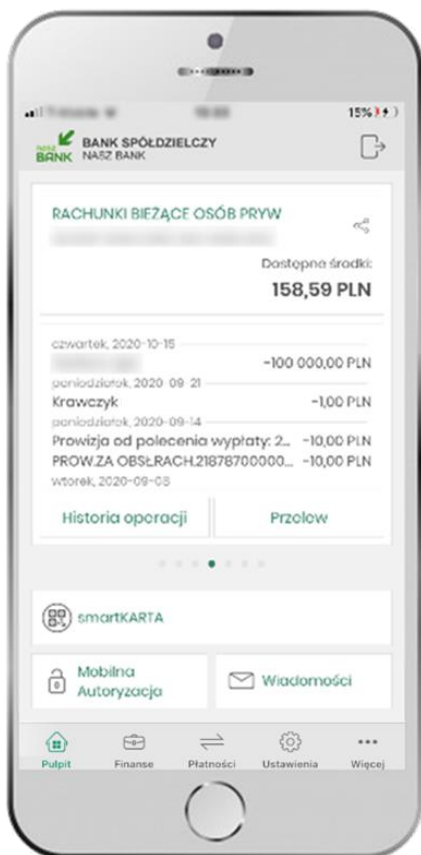 15%
nasz BANK BANK SPÓŁDZIELCZY
NASZ BANK
RACHUNKI BIEŻĄCE OSÓB PRYW
Dostępne środki:
158,59 PLN
czwartek, 2020-10-15
-100 000,00 PLN
poniedziałek, 2020-09-21
Krawczyk -1,00 PLN
poniedziałek, 2020-09-14
Prowizja od polecenia wypłaty: 2... -10,00 PLN
PROW.ZA OBSŁ.RACH.21878700000... -10,00 PLN
wtorek, 2020-09-08
Historia operacji Przelew
smartKARTA
Mobilna Autoryzacja
Wiadomości
Pulpit Finanse Płatności Ustawienia Więcej